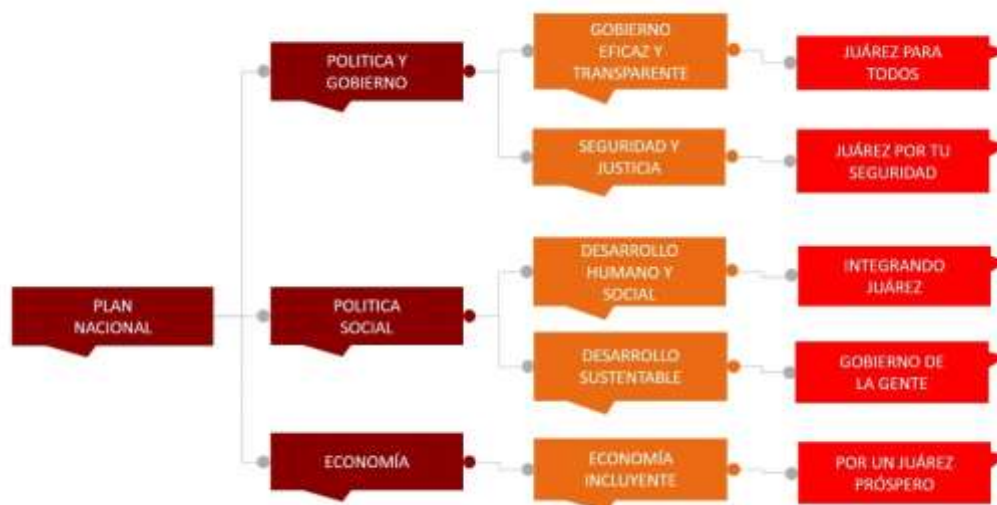 POLITICA Y
GOBIERNO
GOBIERNO
EFICAZ Y
TRANSPARENTE
JUÁREZ PARA
TODOS
SEGURIDAD Y
JUSTICIA
JUÁREZ POR TU
SEGURIDAD
PLAN
NACIONAL
POLITICA
SOCIAL
DESARROLLO
HUMANO Y
SOCIAL
INTEGRANDO
JUÁREZ
DESARROLLO
SUSTENTABLE
GOBIERNO DE
LA GENTE
ECONOMÍA
ECONOMÍA
INCLUYENTE
POR UN JUÁREZ
PRÓSPERO